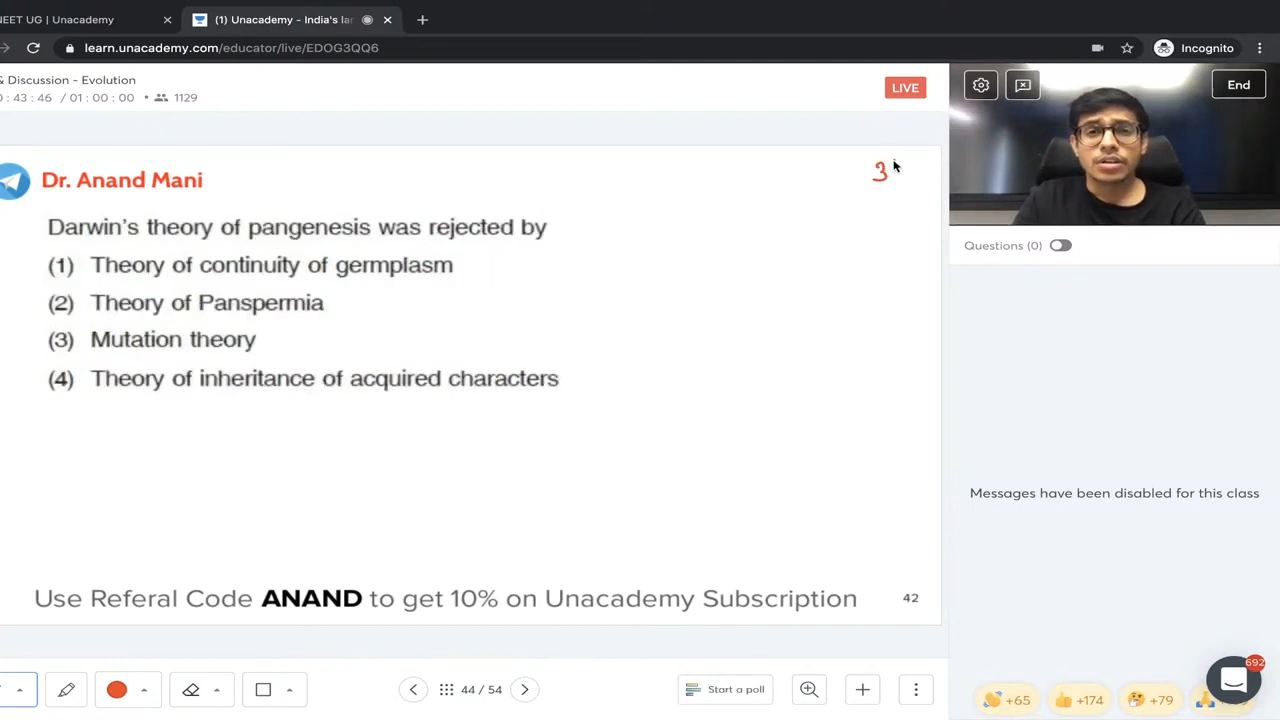 NEET UG | Unacademy
(1) Unacademy - India's lar
learn.unacademy.com/educator/live/EDOG3QQ6
Incognito
& Discussion - Evolution
: 43 : 46 / 01 : 00 : 00 • 1129
LIVE
End
3
Dr. Anand Mani
Darwin's theory of pangenesis was rejected by
(1) Theory of continuity of germplasm
(2) Theory of Panspermia
(3) Mutation theory
(4) Theory of inheritance of acquired characters
Questions (0)
Messages have been disabled for this class
Use Referal Code ANAND to get 10% on Unacademy Subscription
42
44 / 54
Start a poll
692
+65
+174
+79